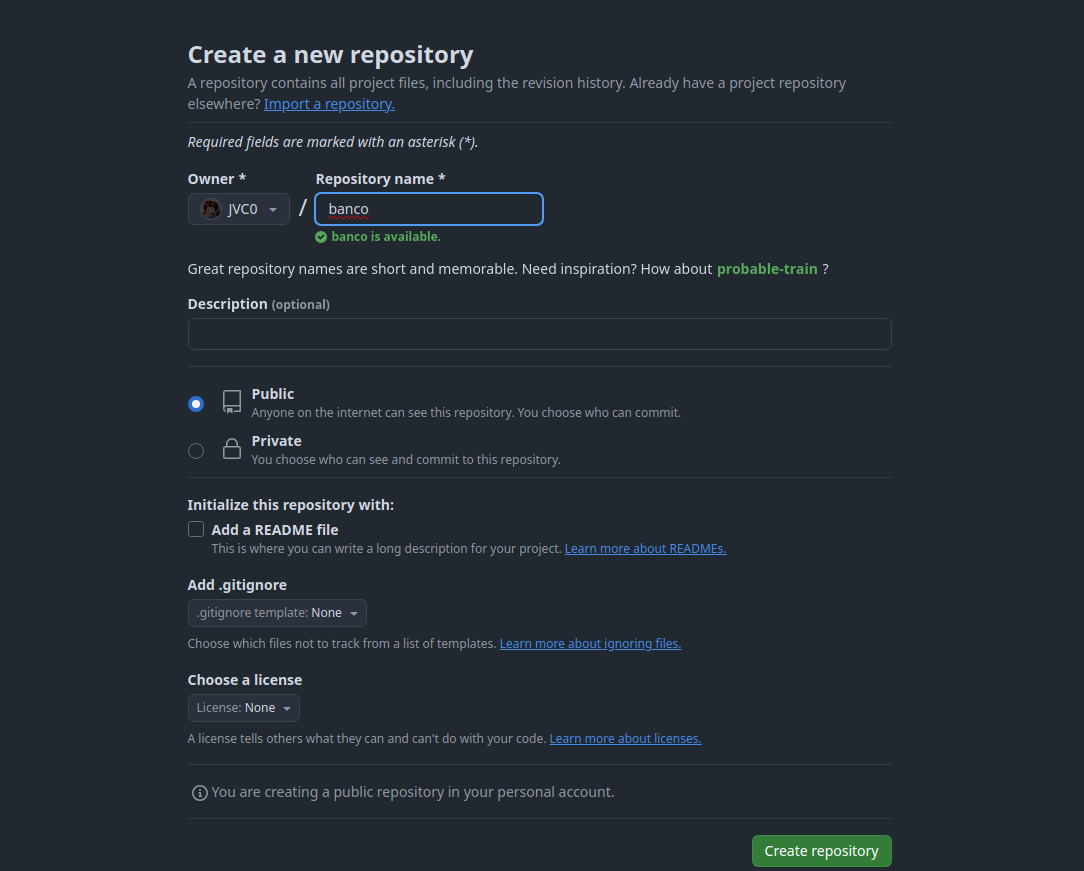 Create a new repository
A repository contains all project files, including the revision history. Already have a project repository
elsewhere? Import a repository.
Required fields are marked with an asterisk (*).
Owner *
Repository name *
JVC0
/
banco
banco is available.
Great repository names are short and memorable. Need inspiration? How about probable-train ?
Description (optional)
Public
Anyone on the internet can see this repository. You choose who can commit.
Private
You choose who can see and commit to this repository.
Initialize this repository with:
Add a README file
This is where you can write a long description for your project. Learn more about READMEs.
Add .gitignore
.gitignore template: None
Choose which files not to track from a list of templates. Learn more about ignoring files.
Choose a license
License: None
A license tells others what they can and can't do with your code. Learn more about licenses.
You are creating a public repository in your personal account.
Create repository